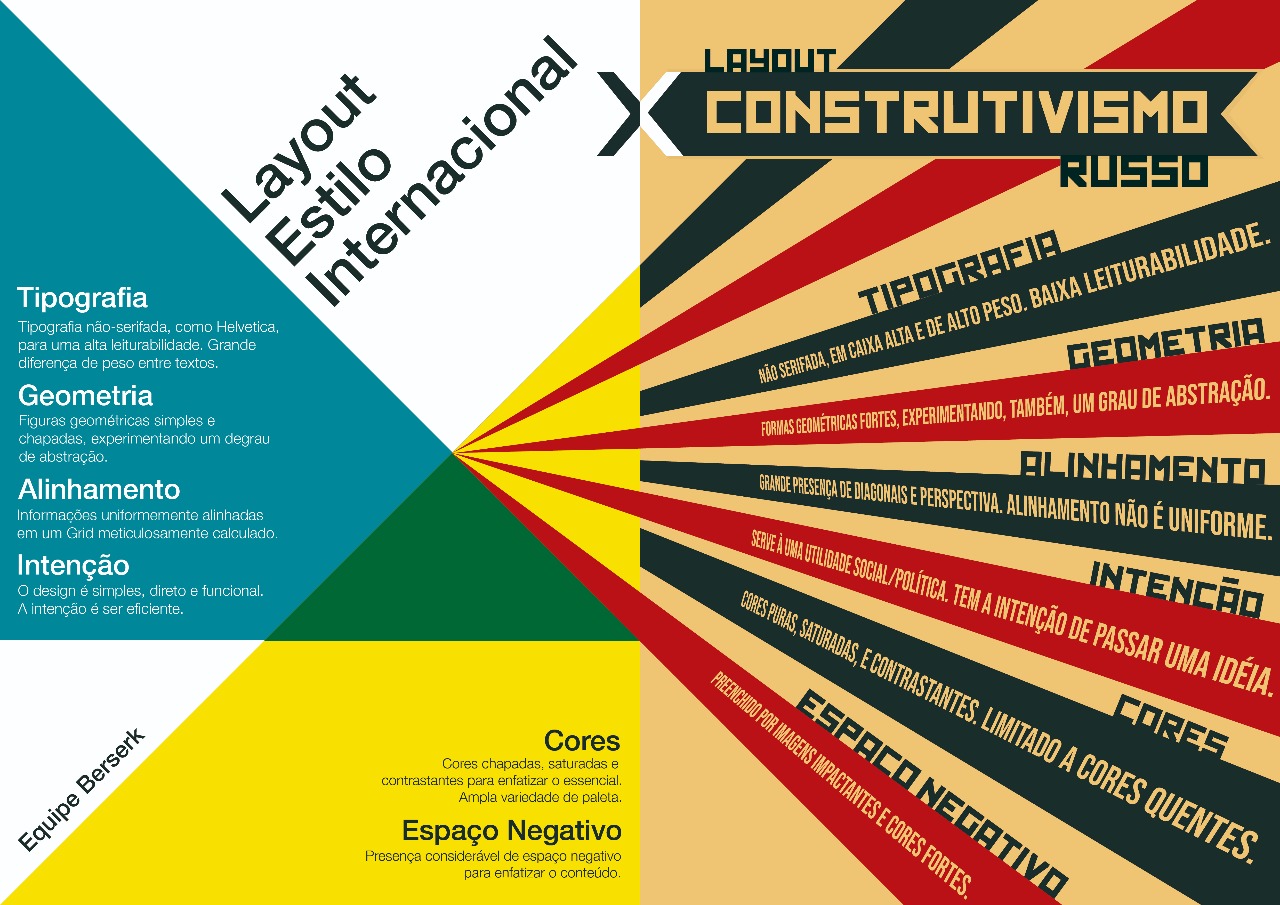 Layout
Estilo
Internacional
Tipografia
Tipografia não-serifada, como Helvetica,
para uma alta leiturabilidade. Grande
diferença de peso entre textos.
Geometria
Figuras geométricas simples e
chapadas, experimentando um degrau
de abstração.
Alinhamento
Informações uniformemente alinhadas
em um Grid meticulosamente calculado.
Intenção
O design é simples, direto e funcional.
A intenção é ser eficiente.
Equipe Berserk
Cores
Cores chapadas, saturadas e
contrastantes para enfatizar o essencial.
Ampla variedade de paleta.
Espaço Negativo
Presença considerável de espaço negativo
para enfatizar o conteúdo.
X
LAYOUT
CONSTRUTIVISMO
RUSSO
TIPOGRAFIA
NÃO SERIFADA, EM CAIXA ALTA E DE ALTO PESO. BAIXA LEITURABILIDADE.
GEOMETRIA
FORMAS GEOMÉTRICAS FORTES, EXPERIMENTANDO, TAMBÉM, UM GRAU DE ABSTRAÇÃO.
ALINHAMENTO
GRANDE PRESENÇA DE DIAGONAIS E PERSPECTIVA. ALINHAMENTO NÃO É UNIFORME.
INTENÇÃO
SERVE À UMA UTILIDADE SOCIAL/POLÍTICA. TEM A INTENÇÃO DE PASSAR UMA IDÉIA.
CORES
CORES PURAS, SATURADAS, E CONTRASTANTES. LIMITADO A CORES QUENTES.
ESPAÇO NEGATIVO
PREENCHIDO POR IMAGENS IMPACTANTES E CORES FORTES.